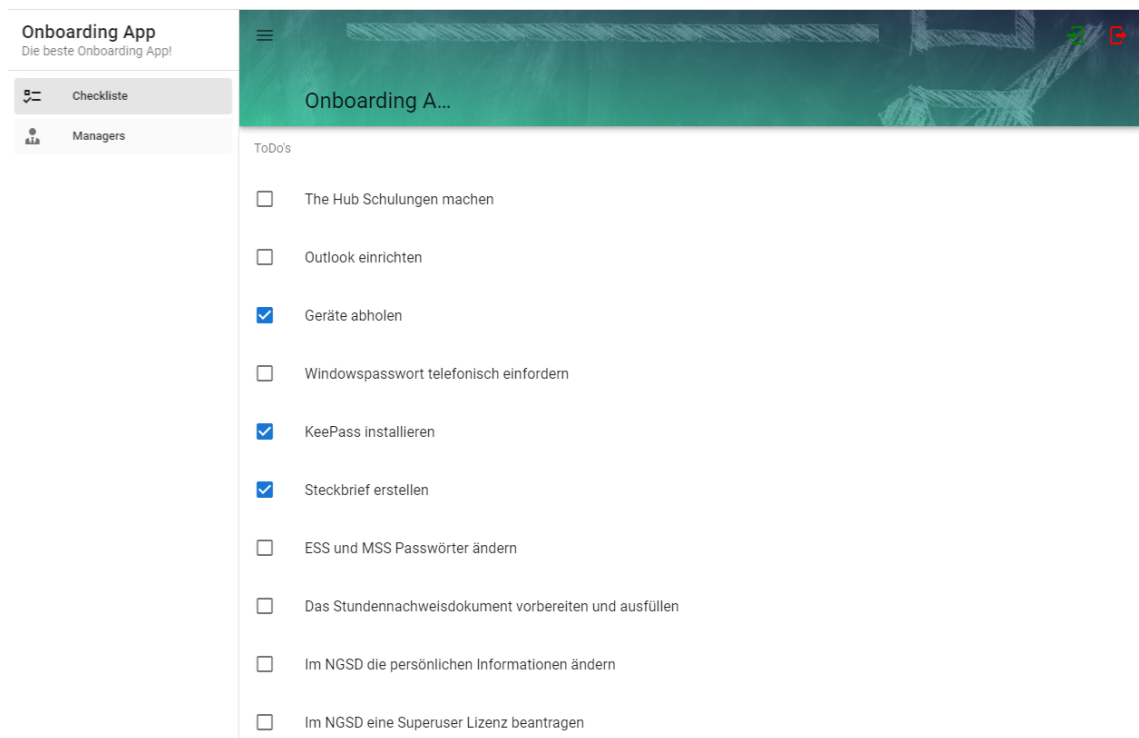 Onboarding App
Die beste Onboarding App!
Checkliste
Managers
Onboarding A...
ToDo's
The Hub Schulungen machen
Outlook einrichten
Geräte abholen
Windowspasswort telefonisch einfordern
KeePass installieren
Steckbrief erstellen
ESS und MSS Passwörter ändern
Das Stundennachweisdokument vorbereiten und ausfüllen
Im NGSD die persönlichen Informationen ändern
Im NGSD eine Superuser Lizenz beantragen